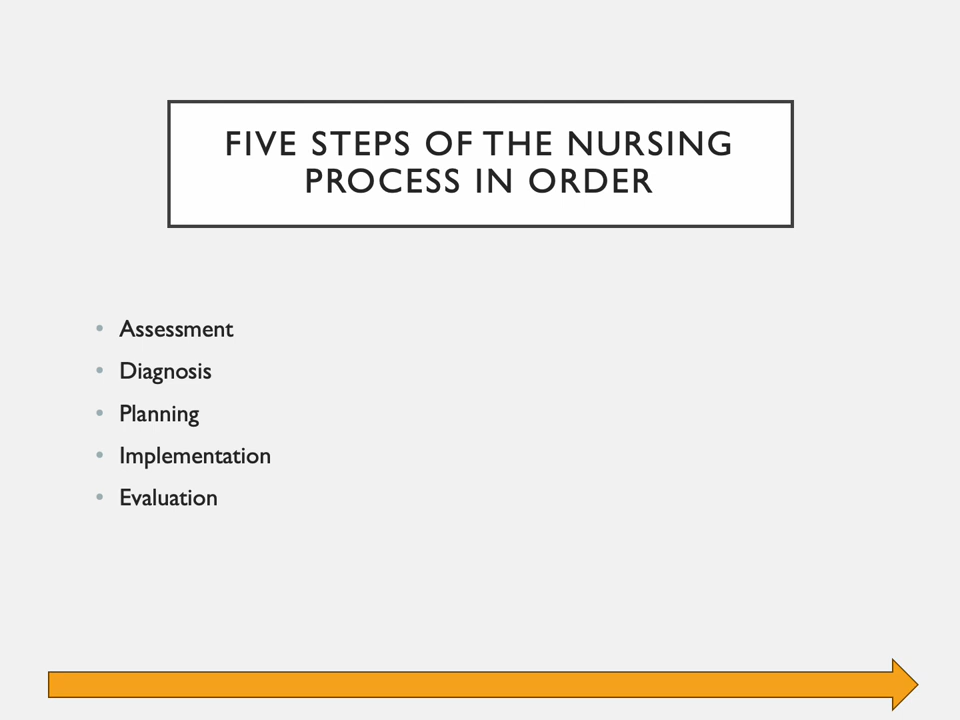 FIVE STEPS OF THE NURSING
PROCESS IN ORDER
• Assessment
• Diagnosis
• Planning
• Implementation
• Evaluation